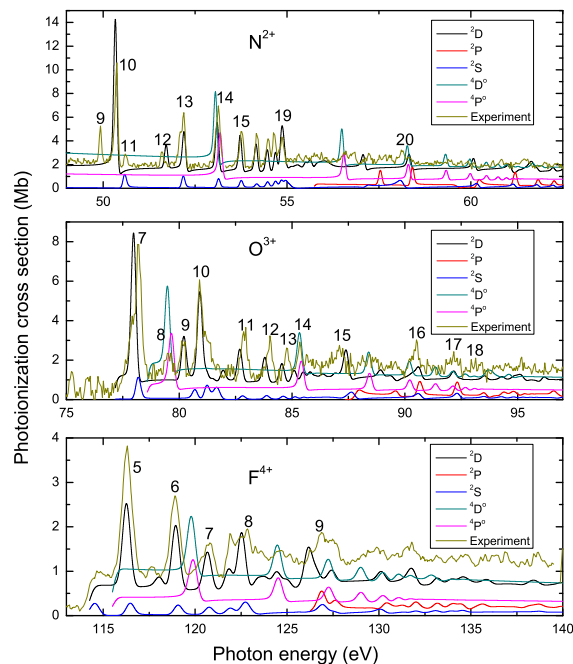 Photoionization cross section (Mb)
14
12
10
8
6
4
2
0
N2+
9
10
11
12
13
14
15
19
20
2D
2P
2S
4Do
4Po
Experiment
50
55
60
8
6
4
2
0
O3+
7
8
9
10
11
12
13
14
15
16
17
18
2D
2P
2S
4Do
4Po
Experiment
75
80
85
90
95
4
3
2
1
0
F4+
5
6
7
8
9
2D
2P
2S
4Do
4Po
Experiment
115
120
125
130
135
140
Photon energy (eV)